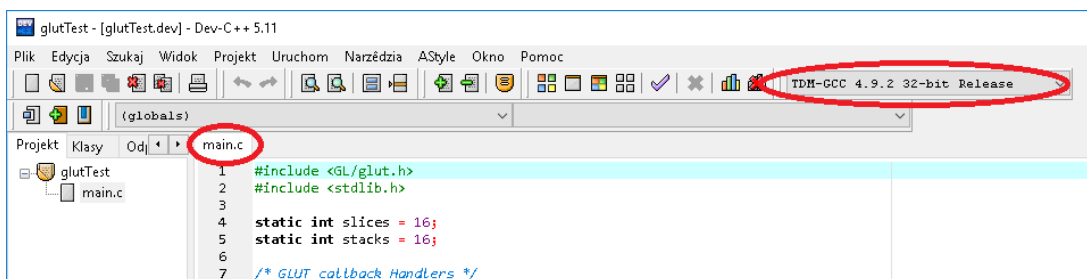 glutTest - [glutTest.dev] - Dev-C++ 5.11
Plik Edycja Szukaj Widok Projekt Uruchom Narzêdzia AStyle Okno Pomoc
TDM-GCC 4.9.2 32-bit Release
(globals)
Projekt Klasy Odp main.c
glutTest
main.c
1 #include <GL/glut.h>
2 #include <stdlib.h>
3
4 static int slices = 16;
5 static int stacks = 16;
6
7 /* GLUT callback Handlers */